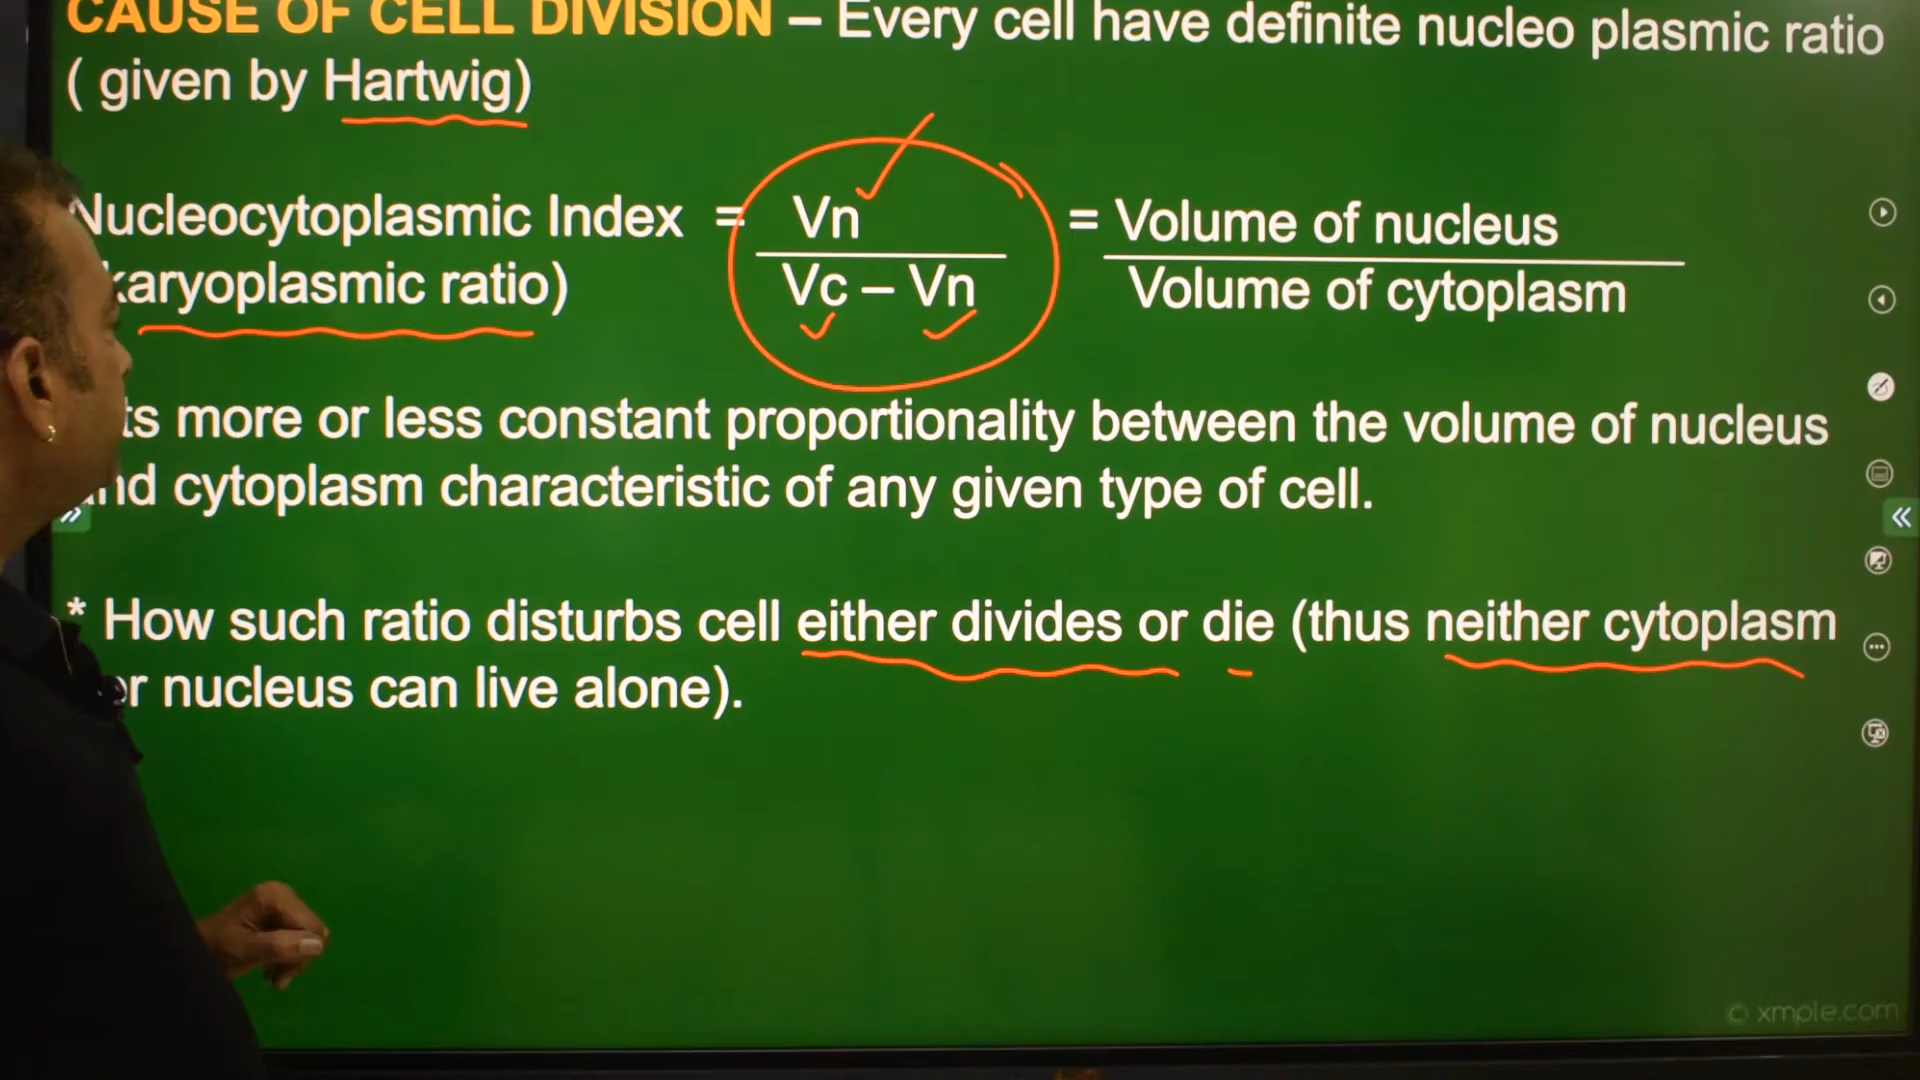 CAUSE OF CELL DIVISION – Every cell have definite nucleo plasmic ratio
( given by Hartwig)
Nucleocytoplasmic Index = Vn = Volume of nucleus
karyoplasmic ratio) Vc – Vn Volume of cytoplasm
ts more or less constant proportionality between the volume of nucleus
nd cytoplasm characteristic of any given type of cell.
* How such ratio disturbs cell either divides or die (thus neither cytoplasm
or nucleus can live alone).
© xmple.com